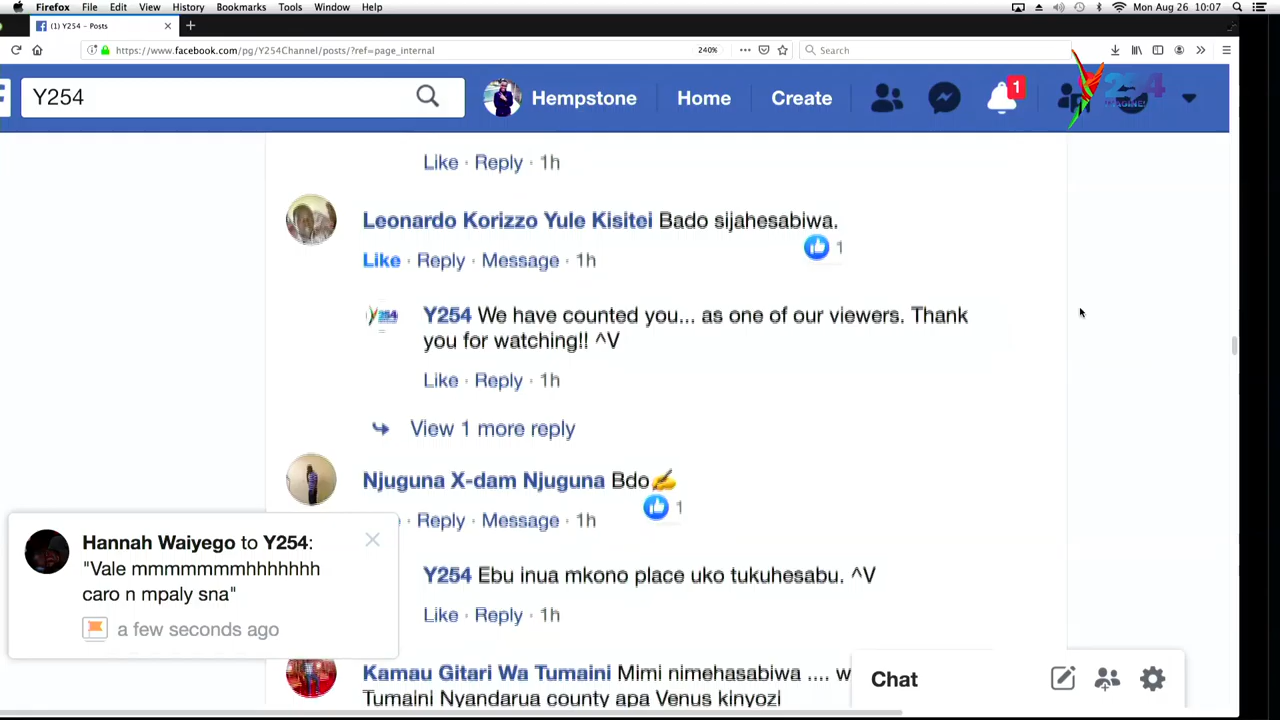 Firefox File Edit View History Bookmarks Tools Window Help Mon Aug 26 10:07
(1) Y254 - Posts
https://www.facebook.com/pg/Y254Channel/posts/?ref=page_internal 240% Search
Y254 Hempstone Home Create 1
254
Like · Reply · 1h
Leonardo Korizzo Yule Kisitei Bado sijahesabiwa.
1
Like · Reply · Message · 1h
Y254 We have counted you... as one of our viewers. Thank
you for watching!! ^V
Like · Reply · 1h
View 1 more reply
Njuguna X-dam Njuguna Bdo✍
1
· Reply · Message · 1h
Y254 Ebu inua mkono place uko tukuhesabu. ^V
Like · Reply · 1h
Hannah Waiyego to Y254:
"Vale mmmmmmmhhhhhhh
caro n mpaly sna"
a few seconds ago
Kamau Gitari Wa Tumaini Mimi nimehasabiwa .... w
Tumaini Nyandarua county apa Venus kinyozi
Chat